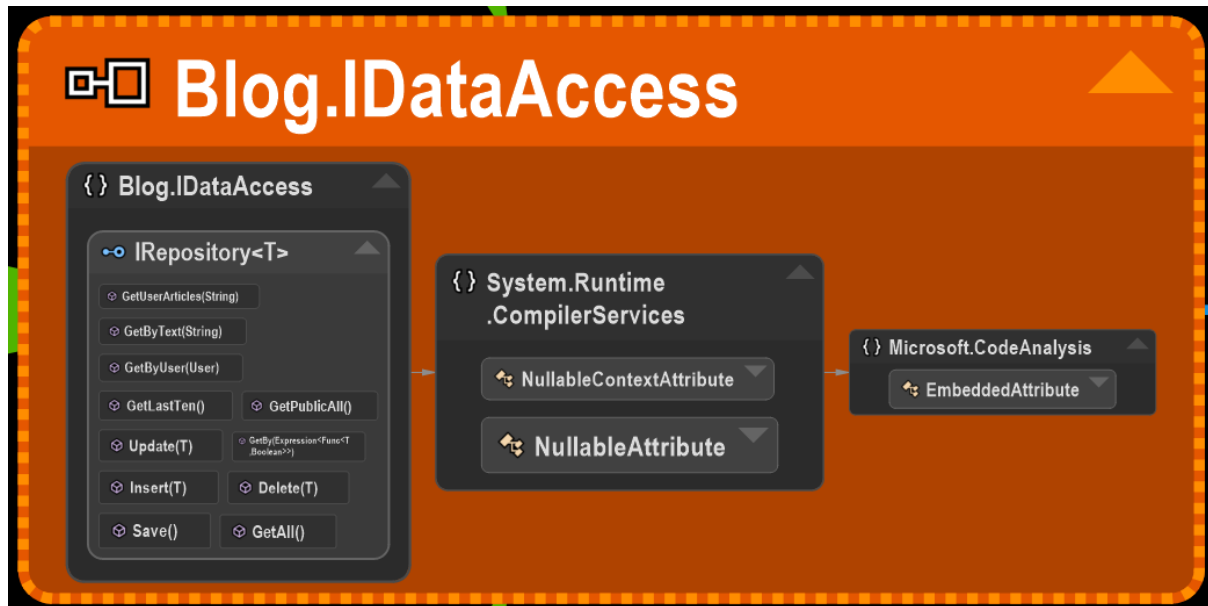 Blog.IDataAccess
{} Blog.IDataAccess
IRepository<T>
GetUserArticles(String)
GetByText(String)
GetByUser(User)
GetLastTen()
GetPublicAll()
Update(T)
GetBy(Expression<Func<T
,Boolean>>)
Insert(T)
Delete(T)
Save()
GetAll()
{} System.Runtime
.CompilerServices
NullableContextAttribute
NullableAttribute
{} Microsoft.CodeAnalysis
EmbeddedAttribute